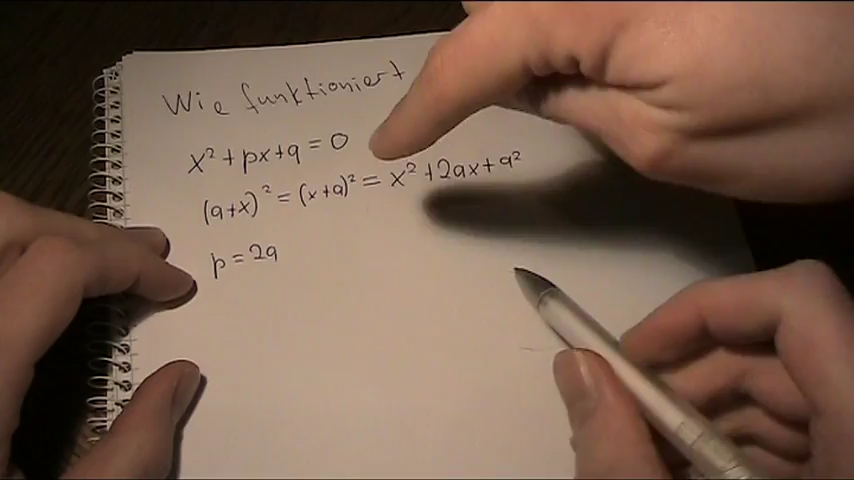 Wie funktioniert
x² + px + q = 0
(a+x)² = (x+a)² = x² + 2ax + a²
p = 2a